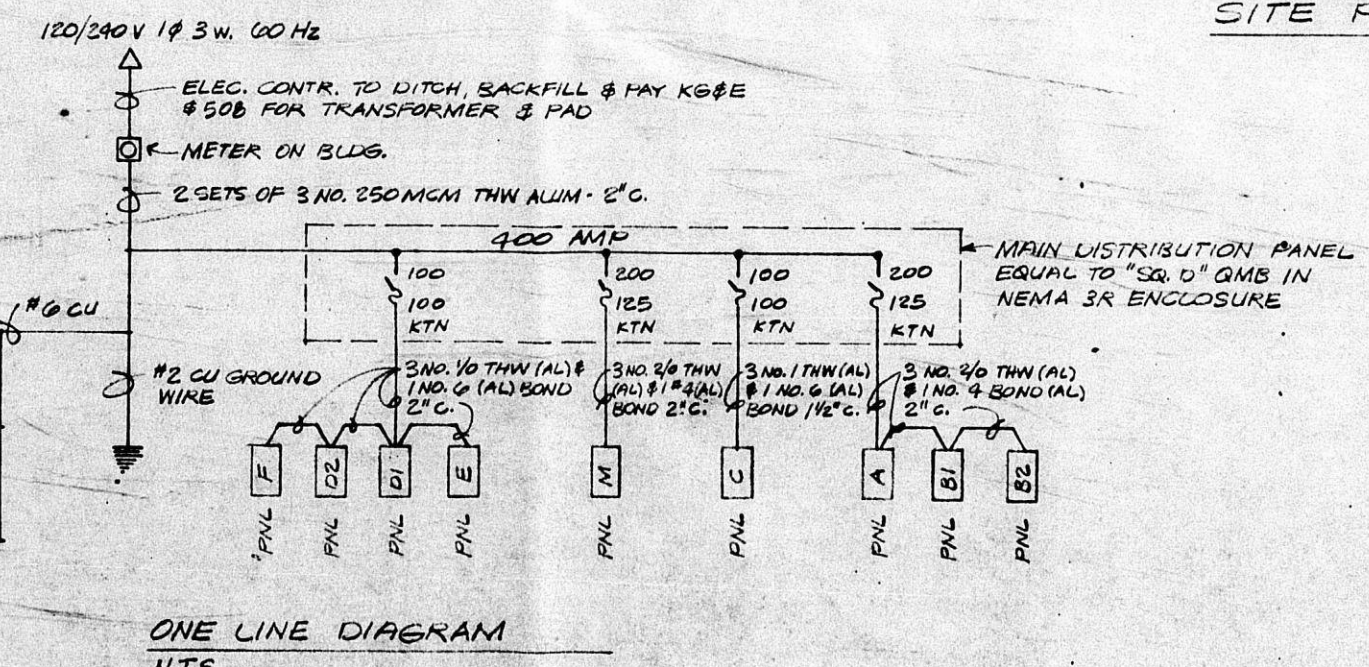 SITE
120/240 V 1ϕ 3 W. 60 Hz
ELEC. CONTR. TO DITCH, BACKFILL & PAY KG&E
$508 FOR TRANSFORMER & PAD
METER ON BLDG.
2 SETS OF 3 NO. 250 MCM THW ALUM - 2"C.
400 AMP
MAIN DISTRIBUTION PANEL
EQUAL TO "SQ. D" QMB IN
NEMA 3R ENCLOSURE
100
100
KTN
200
125
KTN
100
100
KTN
200
125
KTN
#6 CU
#2 CU GROUND
WIRE
3 NO. 1/0 THW (AL) &
1 NO. 6 (AL) BOND
2"C.
3 NO. 2/0 THW
(AL) & 1 #4 (AL)
BOND 2"C.
3 NO. 1 THW (AL)
& 1 NO. 6 (AL)
BOND 1 1/2"C.
3 NO. 2/0 THW (AL)
& 1 NO. 4 BOND (AL)
2"C.
F
D2
D1
E
M
C
A
B1
B2
PNL
PNL
PNL
PNL
PNL
PNL
PNL
PNL
PNL
ONE LINE DIAGRAM
NTS